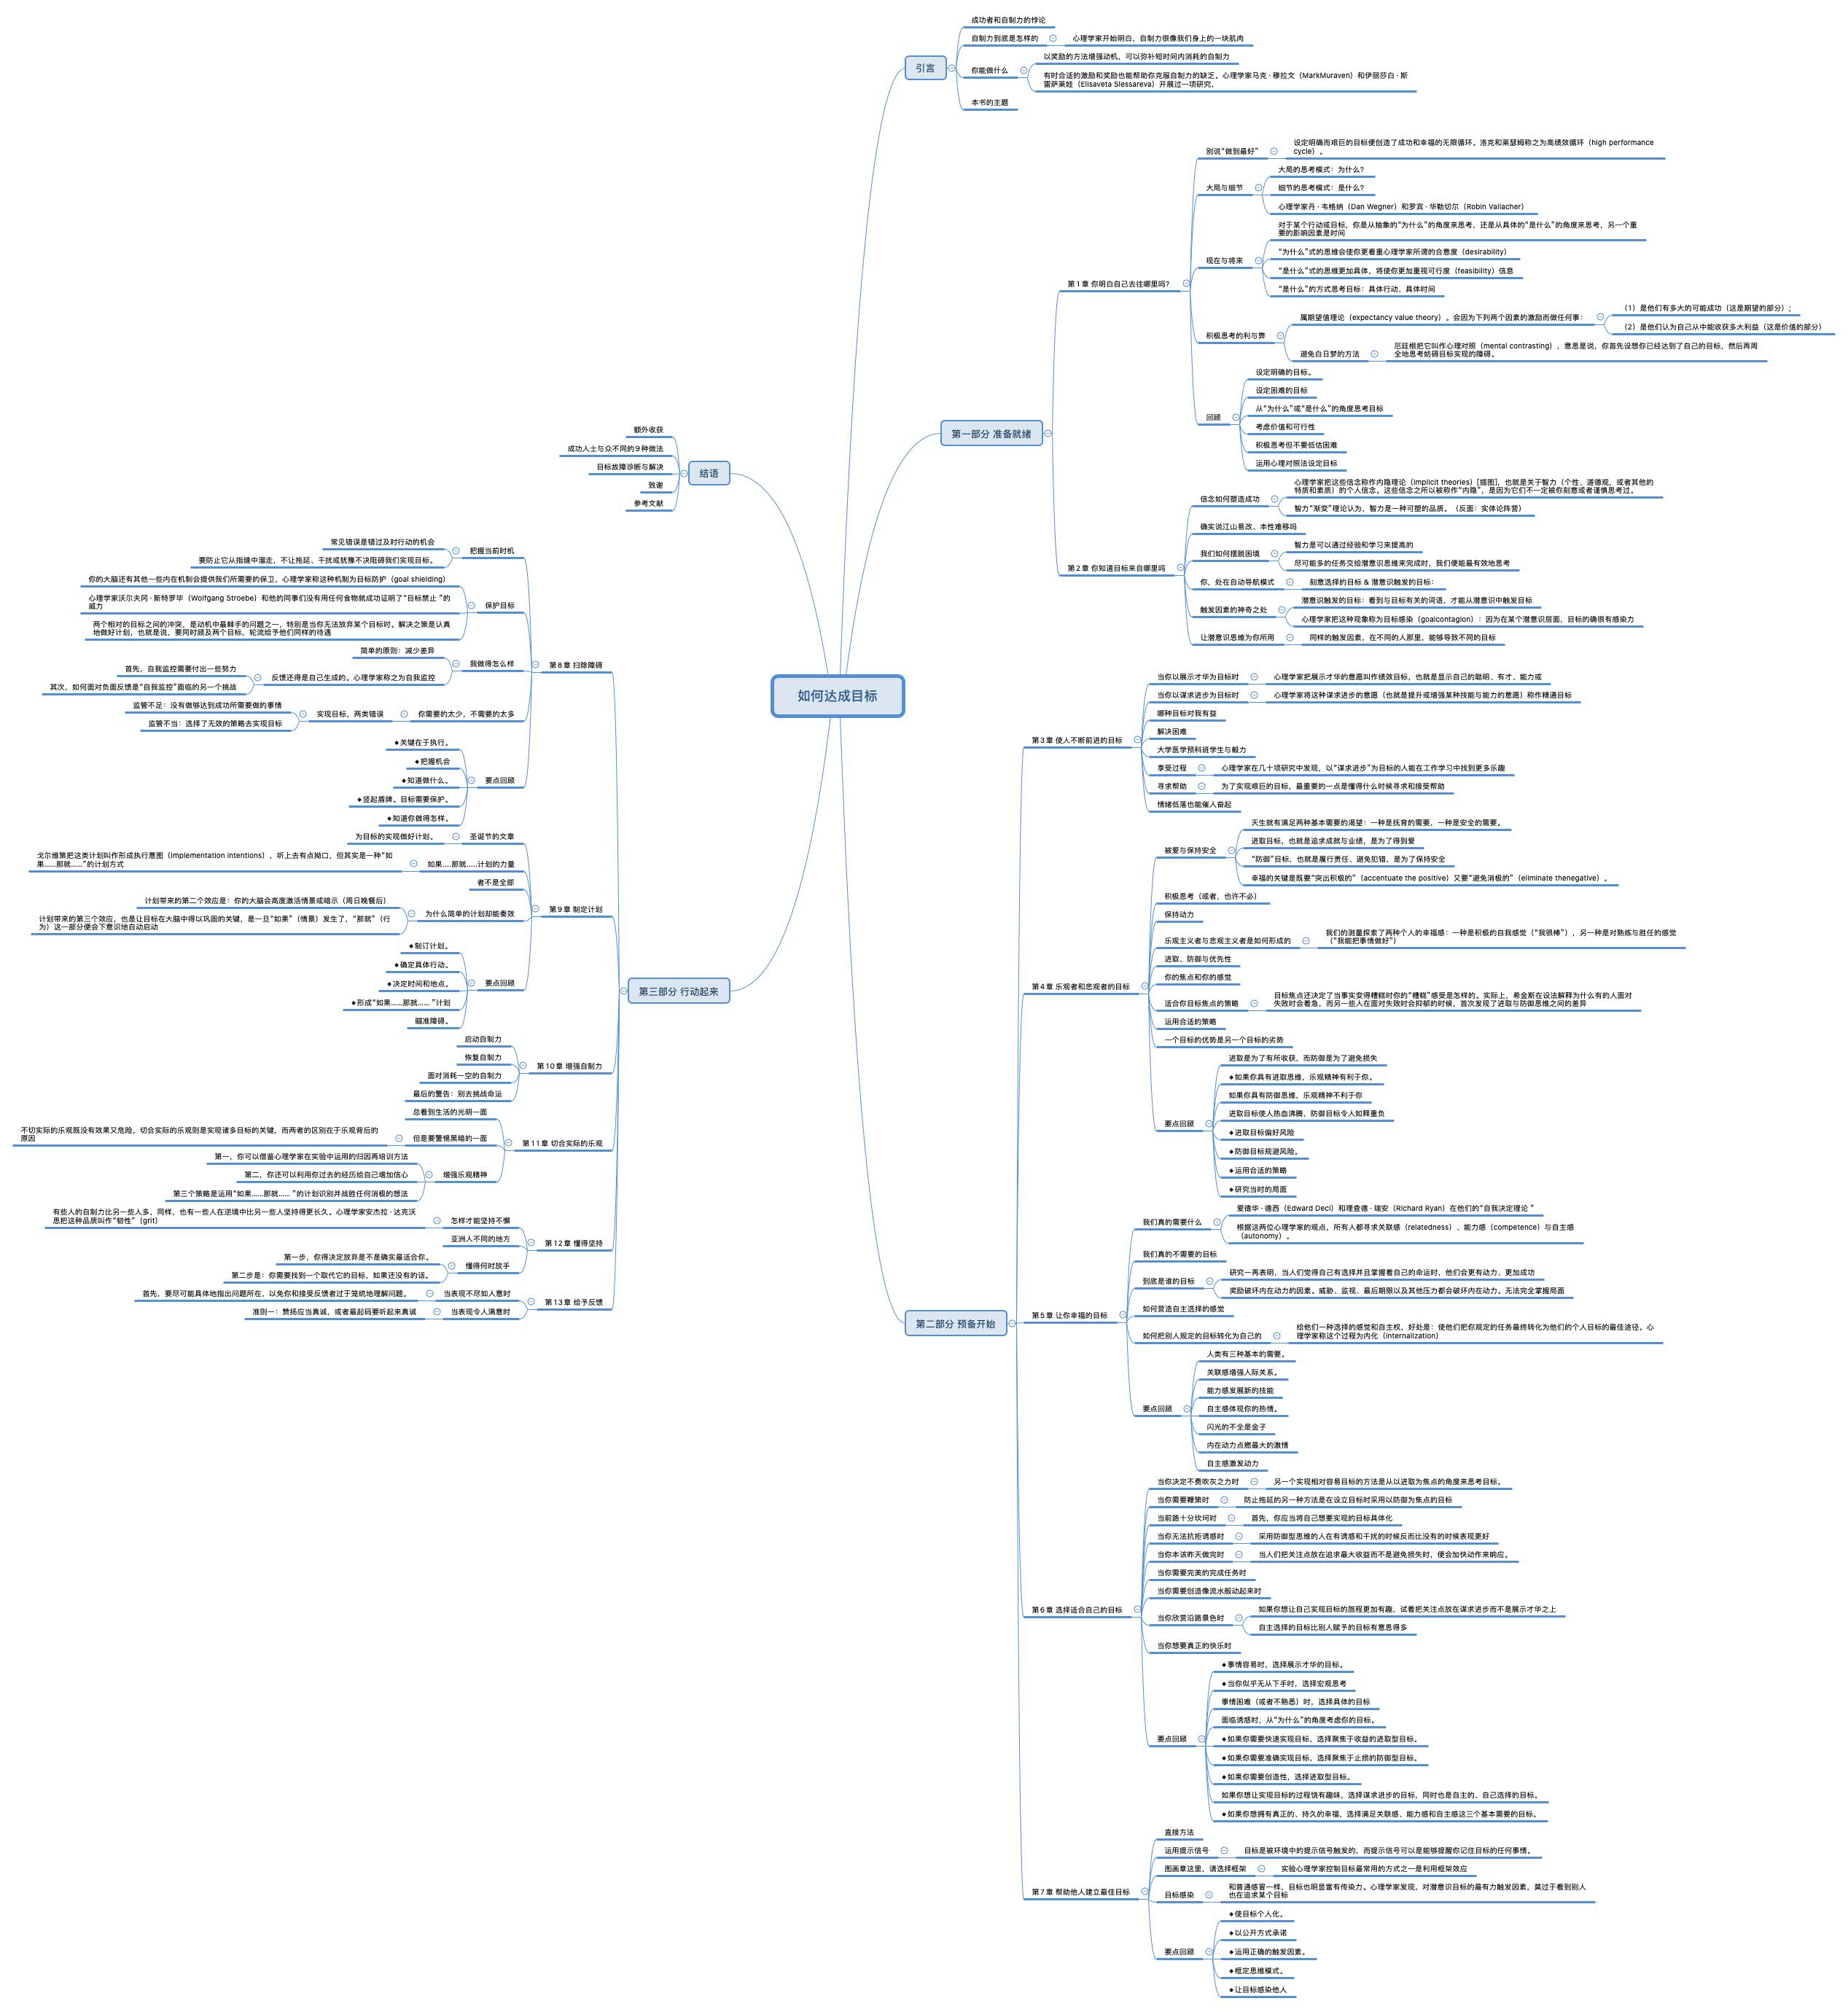 如何达成目标
引言
成功者和自制力的悖论
自制力到底是怎样的
心理学家开始明白，自制力很像我们身上的一块肌肉
你能做什么
以奖励的方法增强动机，可以弥补短时间内消耗的自制力
有时合适的激励和奖励也能帮助你克服自制力的缺乏。心理学家马克·穆拉文（MarkMuraven）和伊丽莎白·斯
雷萨莱娃（Elisaveta Slessareva）开展过一项研究，
本书的主题
第一部分 准备就绪
第1章 你明白自己去往哪里吗?
别说“做到最好”
设定明确而艰巨的目标便创造了成功和幸福的无限循环。洛克和莱瑟姆称之为高绩效循环（high performance
cycle）。
大局与细节
大局的思考模式：为什么?
细节的思考模式：是什么?
心理学家丹·韦格纳（Dan Wegner）和罗宾·华勒切尔（Robin Vallacher）
现在与将来
对于某个行动或目标，你是从抽象的“为什么”的角度来思考，还是从具体的“是什么”的角度来思考，另一个重
要的影响因素是时间
“为什么”式的思维会使你更看重心理学家所谓的合意度（desirability）
“是什么”式的思维更加具体，将使你更加重视可行度（feasibility）信息
“是什么”的方式思考目标：具体行动、具体时间
积极思考的利与弊
属期望值理论（expectancy value theory）。会因为下列两个因素的激励而做任何事：
（1）是他们有多大的可能成功（这是期望的部分）；
（2）是他们认为自己从中能收获多大利益（这是价值的部分）
避免白日梦的方法
厄廷根把它叫作心理对照（mental contrasting），意思是说，你首先设想你已经达到了自己的目标，然后再周
全地思考妨碍目标实现的障碍。
回顾
设定明确的目标。
设定困难的目标
从“为什么”或“是什么”的角度思考目标
考虑价值和可行性
积极思考但不要低估困难
运用心理对照法设定目标
第2章 你知道目标来自哪里吗
信念如何塑造成功
心理学家把这些信念称作内隐理论（implicit theories）[插图]，也就是关于智力（个性、道德观，或者其他的
特质和素质）的个人信念。这些信念之所以被称作“内隐”，是因为它们不一定被你刻意或者谨慎思考过。
智力“渐变”理论认为，智力是一种可塑的品质。（反面：实体论阵营）
确实说江山易改、本性难移吗
我们如何摆脱困境
智力是可以通过经验和学习来提高的
尽可能多的任务交给潜意识思维来完成时，我们便能最有效地思考
你，处在自动导航模式
刻意选择的目标 & 潜意识触发的目标：
触发因素的神奇之处
潜意识触发的目标：看到与目标有关的词语，才能从潜意识中触发目标
心理学家把这种现象称为目标感染（goalcontagion）：因为在某个潜意识层面，目标的确很有感染力
让潜意识思维为你所用
同样的触发因素，在不同的人那里，能够导致不同的目标
第二部分 预备开始
第3章 使人不断前进的目标
当你以展示才华为目标时
心理学家把展示才华的意愿叫作绩效目标，也就是显示自己的聪明、有才、能力或
当你以谋求进步为目标时
心理学家将这种谋求进步的意愿（也就是提升或增强某种技能与能力的意愿）称作精通目标
哪种目标对我有益
解决困难
大学医学预科班学生与毅力
享受过程
心理学家在几十项研究中发现，以“谋求进步”为目标的人能在工作学习中找到更多乐趣
寻求帮助
为了实现艰巨的目标，最重要的一点是懂得什么时候寻求和接受帮助
情绪低落也能催人奋起
第4章 乐观者和悲观者的目标
被爱与保持安全
天生就有满足两种基本需要的渴望：一种是抚育的需要，一种是安全的需要。
进取目标，也就是追求成就与业绩，是为了得到爱
“防御”目标，也就是履行责任、避免犯错，是为了保持安全
幸福的关键是既要“突出积极的”（accentuate the positive）又要“避免消极的”（eliminate thenegative）。
积极思考（或者，也许不必）
保持动力
乐观主义者与悲观主义者是如何形成的
我们的测量探索了两种个人的幸福感：一种是积极的自我感觉（“我很棒”），另一种是对熟练与胜任的感觉
（“我能把事情做好”）
进取、防御与优先性
你的焦点和你的感觉
适合你目标焦点的策略
目标焦点还决定了当事实变得糟糕时你的“糟糕”感受是怎样的。实际上，希金斯在设法解释为什么有的人面对
失败时会着急，而另一些人在面对失败时会抑郁的时候，首次发现了进取与防御思维之间的差异
运用合适的策略
一个目标的优势是另一个目标的劣势
要点回顾
进取是为了有所收获，而防御是为了避免损失
◆如果你具有进取思维，乐观精神有利于你。
如果你具有防御思维，乐观精神不利于你
进取目标使人热血沸腾，防御目标令人如释重负
◆进取目标偏好风险
◆防御目标规避风险。
◆运用合适的策略
◆研究当时的局面
第5章 让你幸福的目标
我们真的需要什么
爱德华·德西（Edward Deci）和理查德·瑞安（Richard Ryan）在他们的“自我决定理论 ”
根据这两位心理学家的观点，所有人都寻求关联感（relatedness）、能力感（competence）与自主感
（autonomy）。
我们真的不需要的目标
到底是谁的目标
研究一再表明，当人们觉得自己有选择并且掌握着自己的命运时，他们会更有动力、更加成功
奖励破坏内在动力的因素。威胁、监视、最后期限以及其他压力都会破坏内在动力。无法完全掌握局面
如何营造自主选择的感觉
如何把别人规定的目标转化为自己的
给他们一种选择的感觉和自主权，好处是：使他们把你规定的任务最终转化为他们的个人目标的最佳途径。心
理学家称这个过程为内化（internalization）
要点回顾
人类有三种基本的需要。
关联感增强人际关系。
能力感发展新的技能
自主感体现你的热情。
闪光的不全是金子
内在动力点燃最大的激情
自主感激发动力
第6章 选择适合自己的目标
当你决定不费吹灰之力时
另一个实现相对容易目标的方法是从以进取为焦点的角度来思考目标。
当你需要鞭策时
防止拖延的另一种方法是在设立目标时采用以防御为焦点的目标
当前路十分坎坷时
首先，你应当将自己想要实现的目标具体化
当你无法抗拒诱惑时
采用防御型思维的人在有诱惑和干扰的时候反而比没有的时候表现更好
当你本该昨天做完时
当人们把关注点放在追求最大收益而不是避免损失时，便会加快动作来响应。
当你需要完美的完成任务时
当你需要创造像流水般动起来时
当你欣赏沿路景色时
如果你想让自己实现目标的旅程更加有趣，试着把关注点放在谋求进步而不是展示才华之上
自主选择的目标比别人赋予的目标有意思得多
当你想要真正的快乐时
要点回顾
◆事情容易时，选择展示才华的目标。
◆当你似乎无从下手时，选择宏观思考
事情困难（或者不熟悉）时，选择具体的目标
面临诱惑时，从“为什么”的角度考虑你的目标。
◆如果你需要快速实现目标，选择聚焦于收益的进取型目标。
◆如果你需要准确实现目标，选择聚焦于止损的防御型目标。
◆如果你需要创造性，选择进取型目标。
如果你想让实现目标的过程饶有趣味，选择谋求进步的目标，同时也是自主的、自己选择的目标。
◆如果你想拥有真正的、持久的幸福，选择满足关联感、能力感和自主感这三个基本需要的目标。
第7章 帮助他人建立最佳目标
直接方法
运用提示信号
目标是被环境中的提示信号触发的，而提示信号可以是能够提醒你记住目标的任何事情。
图画章这里，请选择框架
实验心理学家控制目标最常用的方式之一是利用框架效应
目标感染
和普通感冒一样，目标也明显富有传染力。心理学家发现，对潜意识目标的最有力触发因素，莫过于看到别人
也在追求某个目标
要点回顾
◆使目标个人化。
◆以公开方式承诺
◆运用正确的触发因素。
◆框定思维模式。
◆让目标感染他人
第三部分 行动起来
第8章 扫除障碍
把握当前时机
常见错误是错过及时行动的机会
要防止它从指缝中溜走，不让拖延、干扰或犹豫不决阻碍我们实现目标。
保护目标
你的大脑还有其他一些内在机制会提供我们所需要的保卫，心理学家称这种机制为目标防护（goal shielding）
心理学家沃尔夫冈·斯特罗毕（Wolfgang Stroebe）和他的同事们没有用任何食物就成功证明了“目标禁止 ”的
威力
两个相对的目标之间的冲突，是动机中最棘手的问题之一，特别是当你无法放弃某个目标时。解决之策是认真
地做好计划，也就是说，要同时顾及两个目标，轮流给予他们同样的待遇
我做得怎么样
简单的原则：减少差异
反馈还得是自己生成的。心理学家称之为自我监控
首先，自我监控需要付出一些努力
其次，如何面对负面反馈是“自我监控”面临的另一个挑战
你需要的太少，不需要的太多
实现目标，两类错误
监管不足：没有做够达到成功所需要做的事情
监管不当：选择了无效的策略去实现目标
要点回顾
◆关键在于执行。
◆把握机会
◆知道做什么。
◆竖起盾牌。目标需要保护。
◆知道你做得怎样。
第9章 制定计划
圣诞节的文章
为目标的实现做好计划。
如果....那就.....计划的力量
戈尔维策把这类计划叫作形成执行意图（implementation intentions），听上去有点拗口，但其实是一种“如
果……那就……”的计划方式
者不是全部
为什么简单的计划却能奏效
计划带来的第二个效应是：你的大脑会高度激活情景或暗示（周日晚餐后）
计划带来的第三个效应，也是让目标在大脑中得以巩固的关键，是一旦“如果”（情景）发生了，“那就”（行
为）这一部分便会下意识地自动启动
要点回顾
◆制订计划。
◆确定具体行动。
◆决定时间和地点。
◆形成“如果……那就…… ”计划
瞄准障碍。
第10章 增强自制力
启动自制力
恢复自制力
面对消耗一空的自制力
最后的警告：别去挑战命运
第11章 切合实际的乐观
总看到生活的光明一面
但是要警惕黑暗的一面
不切实际的乐观既没有效果又危险，切合实际的乐观则是实现诸多目标的关键，而两者的区别在于乐观背后的
原因
增强乐观精神
第一，你可以借鉴心理学家在实验中运用的归因再培训方法
第二，你还可以利用你过去的经历给自己增加信心
第三个策略是运用“如果……那就…… ”的计划识别并战胜任何消极的想法
第12章 懂得坚持
怎样才能坚持不懈
有些人的自制力比另一些人多，同样，也有一些人在逆境中比另一些人坚持得更长久。心理学家安杰拉·达克沃
思把这种品质叫作“韧性”（grit）
亚洲人不同的地方
懂得何时放手
第一步，你得决定放弃是不是确实最适合你。
第二步是：你需要找到一个取代它的目标，如果还没有的话。
第13章 给予反馈
当表现不尽如人意时
首先，要尽可能具体地指出问题所在，以免你和接受反馈者过于笼统地理解问题。
当表现令人满意时
准则一：赞扬应当真诚，或者最起码要听起来真诚
结语
额外收获
成功人士与众不同的9种做法
目标故障诊断与解决
致谢
参考文献